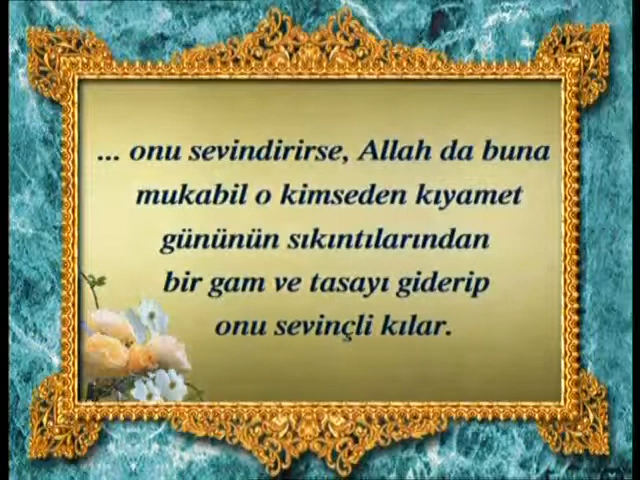 ... onu sevindirirse, Allah da buna
mukabil o kimseden kıyamet
gününün sıkıntılarından
bir gam ve tasayı giderip
onu sevinçli kılar.